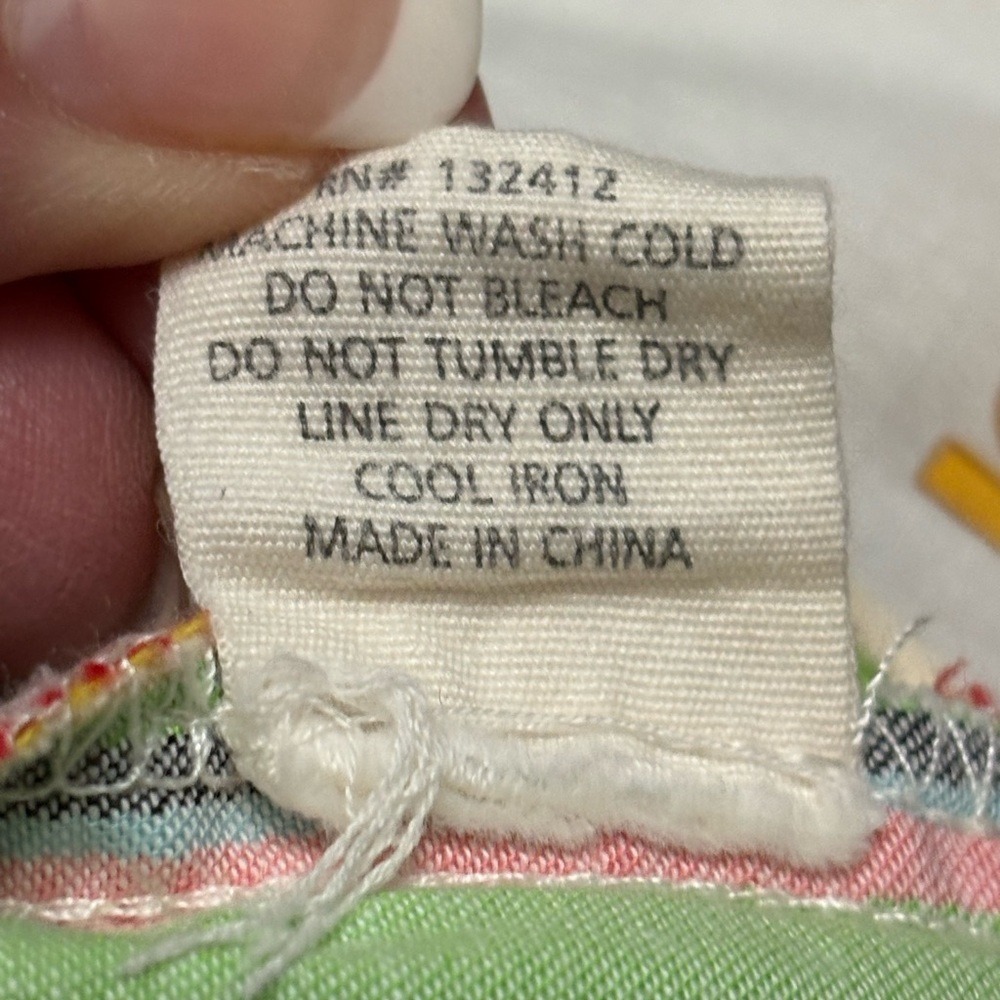 RN# 132412
MACHINE WASH COLD
DO NOT BLEACH
DO NOT TUMBLE DRY
LINE DRY ONLY
COOL IRON
MADE IN CHINA